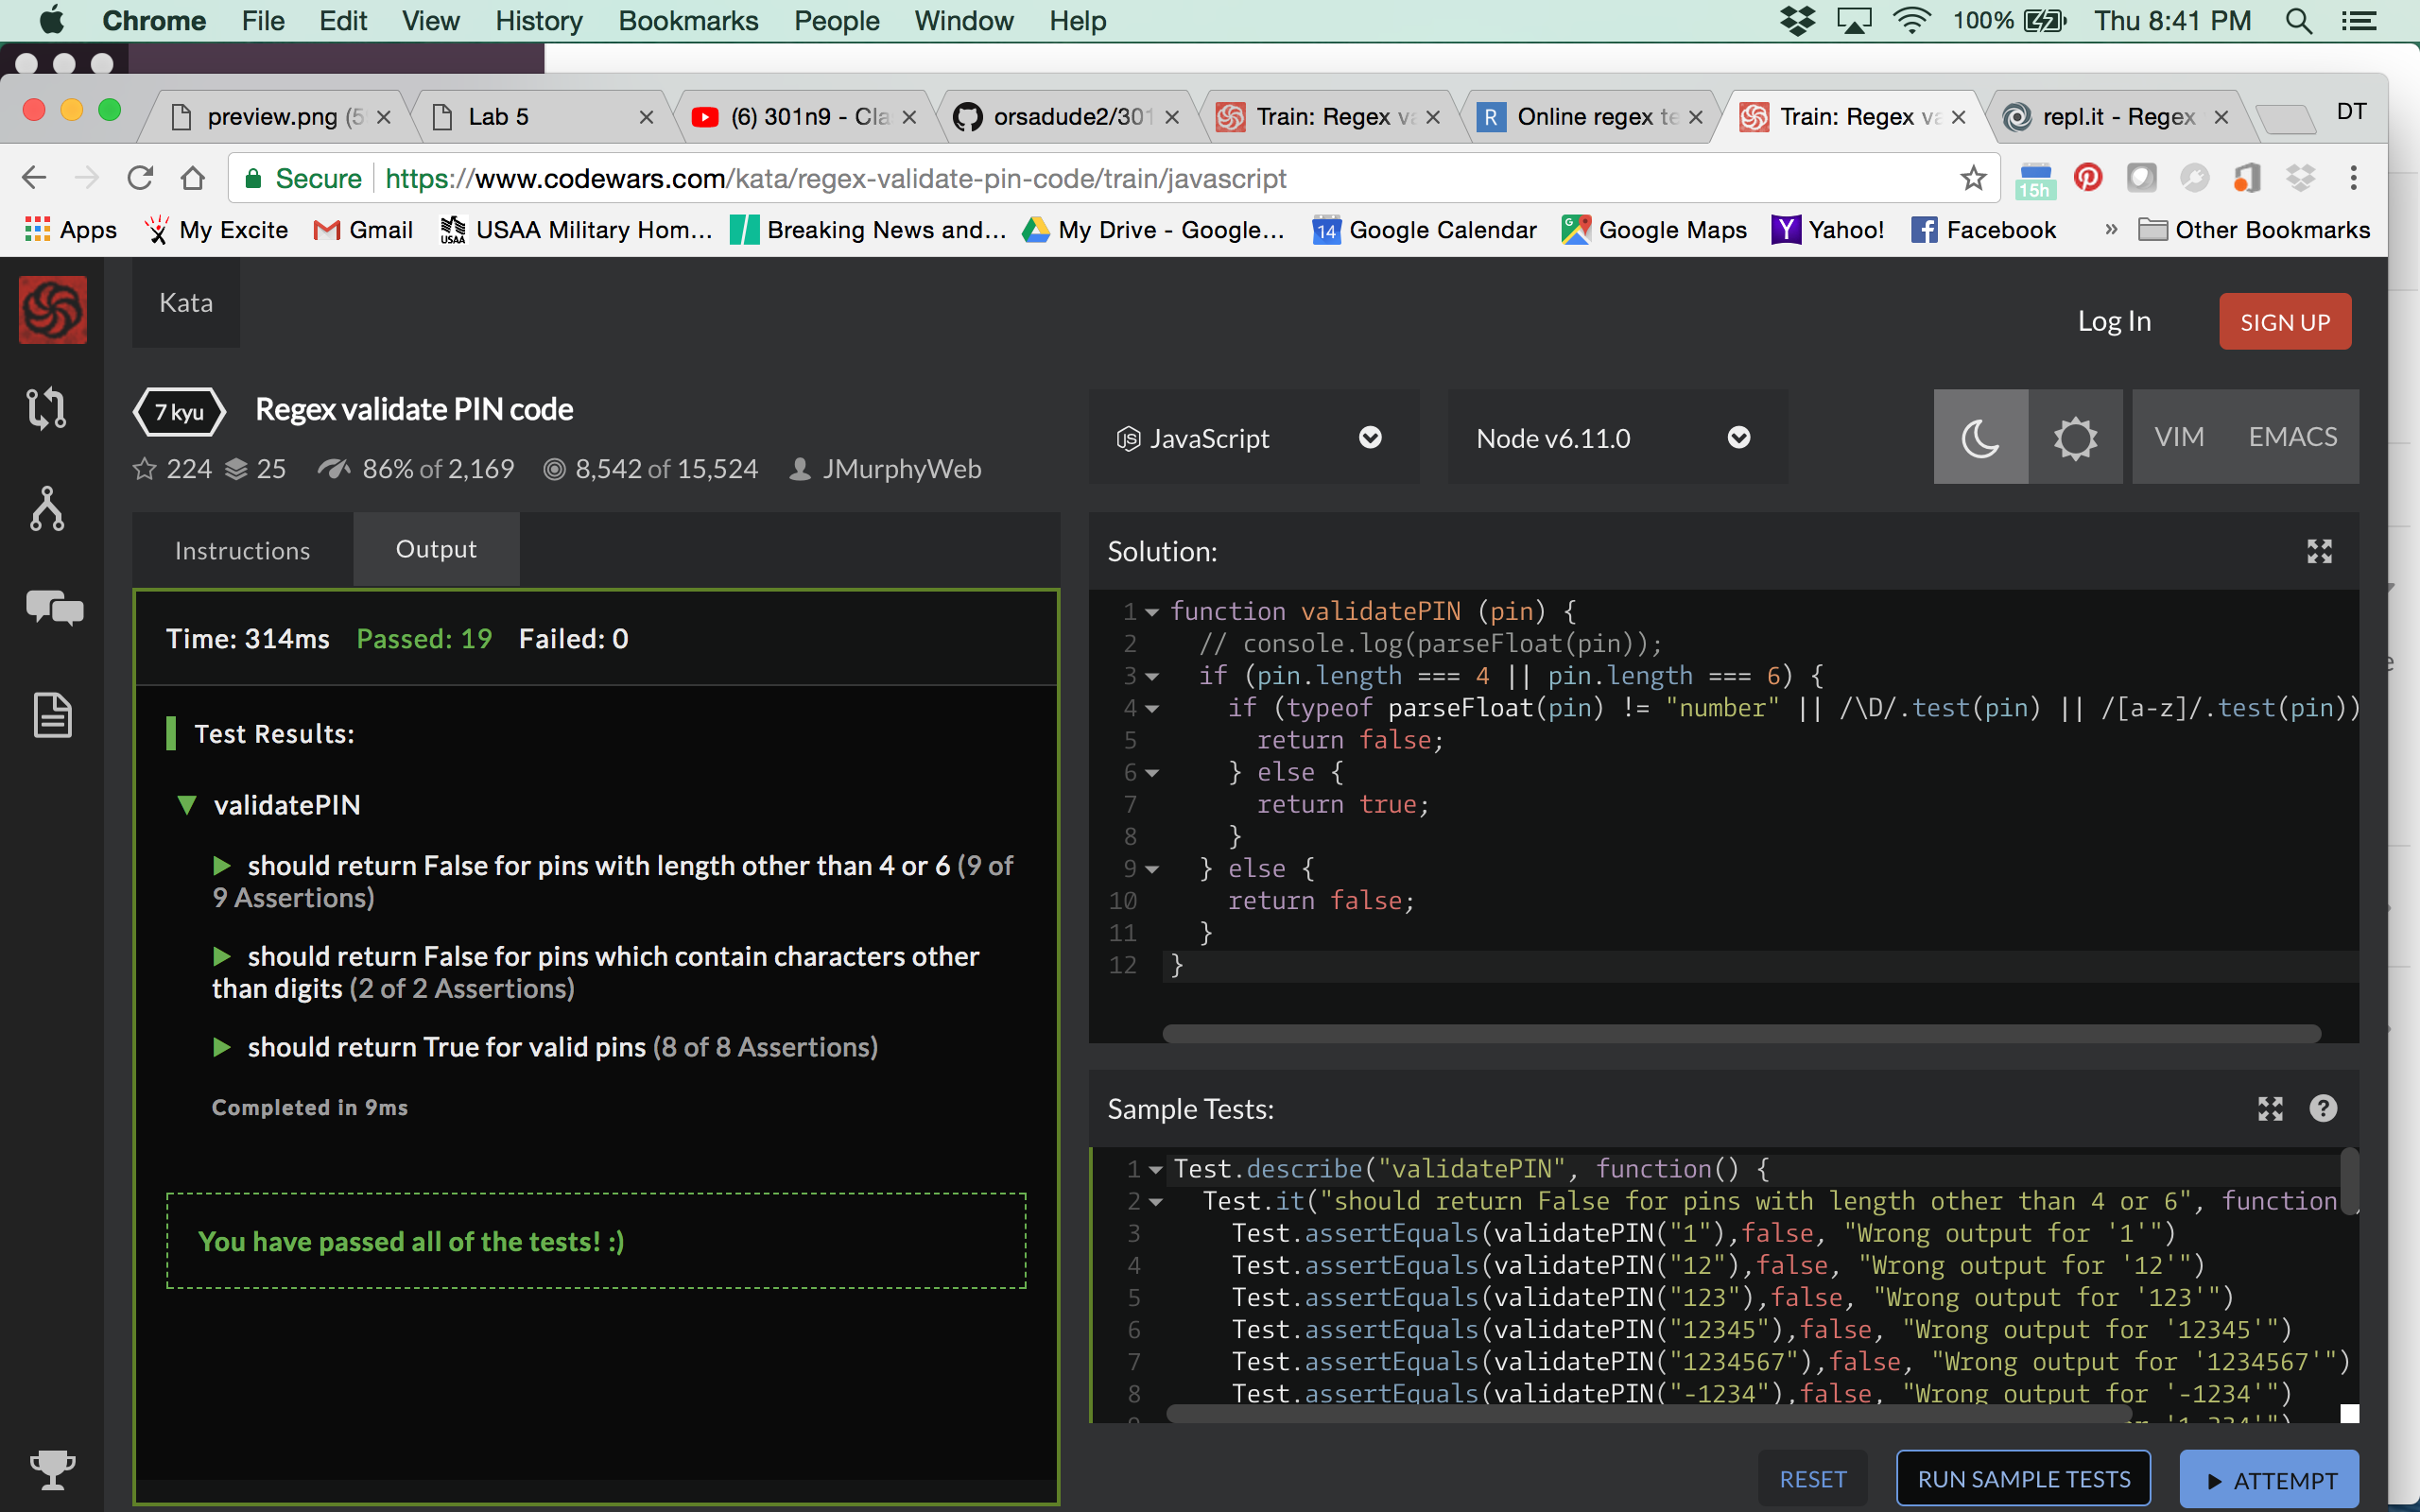 Chrome File Edit View History Bookmarks People Window Help 100% Thu 8:41 PM
preview.png (5 Lab 5 (6) 301n9 - Cla orsadude2/301 Train: Regex va Online regex te Train: Regex va repl.it - Regex DT
Secure https://www.codewars.com/kata/regex-validate-pin-code/train/javascript 15h
Apps My Excite Gmail USAA USAA Military Hom... Breaking News and... My Drive - Google... 14 Google Calendar Google Maps Yahoo! Facebook » Other Bookmarks
Kata
Log In SIGN UP
7 kyu Regex validate PIN code
224 25 86% of 2,169 8,542 of 15,524 JMurphyWeb
JavaScript Node v6.11.0 VIM EMACS
Instructions Output
Time: 314ms Passed: 19 Failed: 0
Test Results:
validatePIN
should return False for pins with length other than 4 or 6 (9 of
9 Assertions)
should return False for pins which contain characters other
than digits (2 of 2 Assertions)
should return True for valid pins (8 of 8 Assertions)
Completed in 9ms
You have passed all of the tests! :)
Solution:
1 function validatePIN (pin) {
2 // console.log(parseFloat(pin));
3 if (pin.length === 4 || pin.length === 6) {
4 if (typeof parseFloat(pin) != "number" || /\D/.test(pin) || /[a-z]/.test(pin))
5 return false;
6 } else {
7 return true;
8 }
9 } else {
10 return false;
11 }
12 }
Sample Tests:
1 Test.describe("validatePIN", function() {
2 Test.it("should return False for pins with length other than 4 or 6", function
3 Test.assertEquals(validatePIN("1"),false, "Wrong output for '1'")
4 Test.assertEquals(validatePIN("12"),false, "Wrong output for '12'")
5 Test.assertEquals(validatePIN("123"),false, "Wrong output for '123'")
6 Test.assertEquals(validatePIN("12345"),false, "Wrong output for '12345'")
7 Test.assertEquals(validatePIN("1234567"),false, "Wrong output for '1234567'")
8 Test.assertEquals(validatePIN("-1234"),false, "Wrong output for '-1234'")
RESET RUN SAMPLE TESTS ATTEMPT